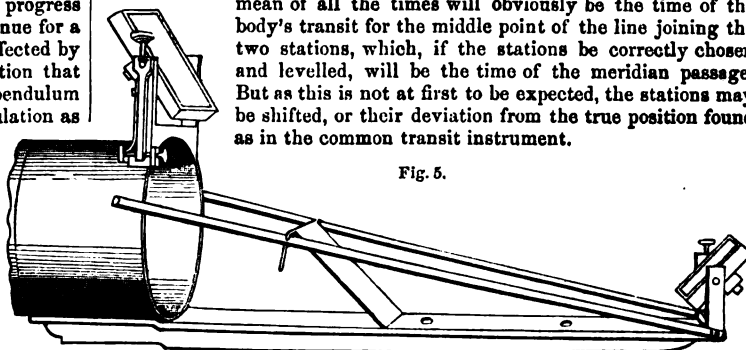 progress
nue for a
fected by
tion that
pendulum
lation as
mean of all the times will obviously be the time of th
body's transit for the middle point of the line joining th
two stations, which, if the stations be correctly chosen
and levelled, will be the time of the meridian passage
But as this is not at first to be expected, the stations may
be shifted, or their deviation from the true position foun
as in the common transit instrument.
Fig. 5.